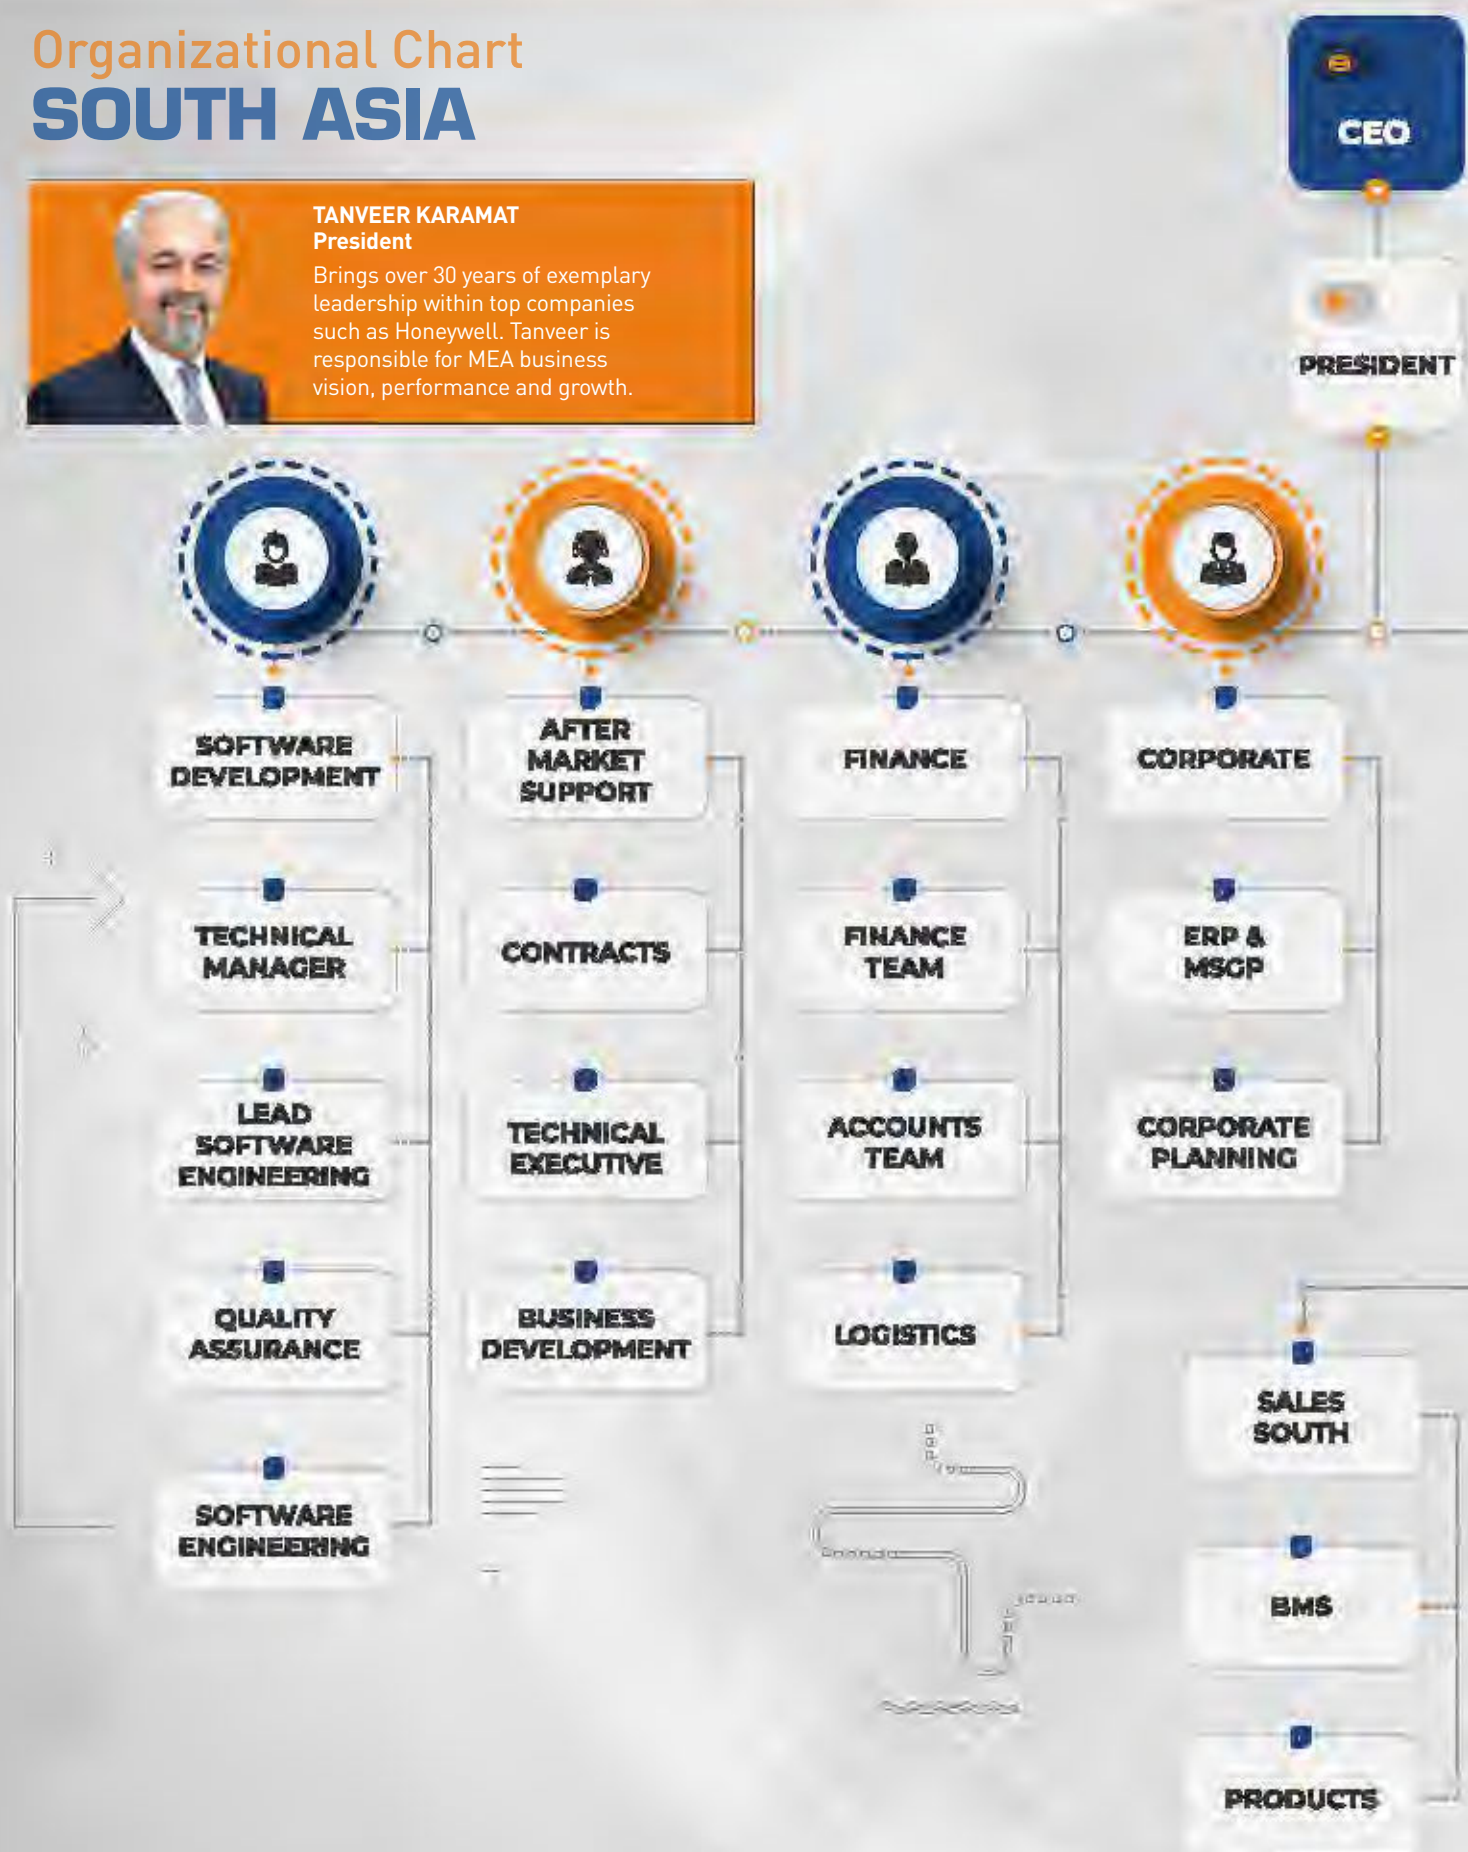 Organizational Chart
SOUTH ASIA
TANVEER KARAMAT
President
Brings over 30 years of exemplary
leadership within top companies
such as Honeywell. Tanveer is
responsible for MEA business
vision, performance and growth.
CEO
PRESIDENT
SOFTWARE
DEVELOPMENT
TECHNICAL
MANAGER
LEAD
SOFTWARE
ENGINEERING
QUALITY
ASSURANCE
SOFTWARE
ENGINEERING
AFTER
MARKET
SUPPORT
CONTRACTS
TECHNICAL
EXECUTIVE
BUSINESS
DEVELOPMENT
FINANCE
FINANCE
TEAM
ACCOUNTS
TEAM
LOGISTICS
CORPORATE
ERP &
MSGP
CORPORATE
PLANNING
SALES
SOUTH
BMS
PRODUCTS